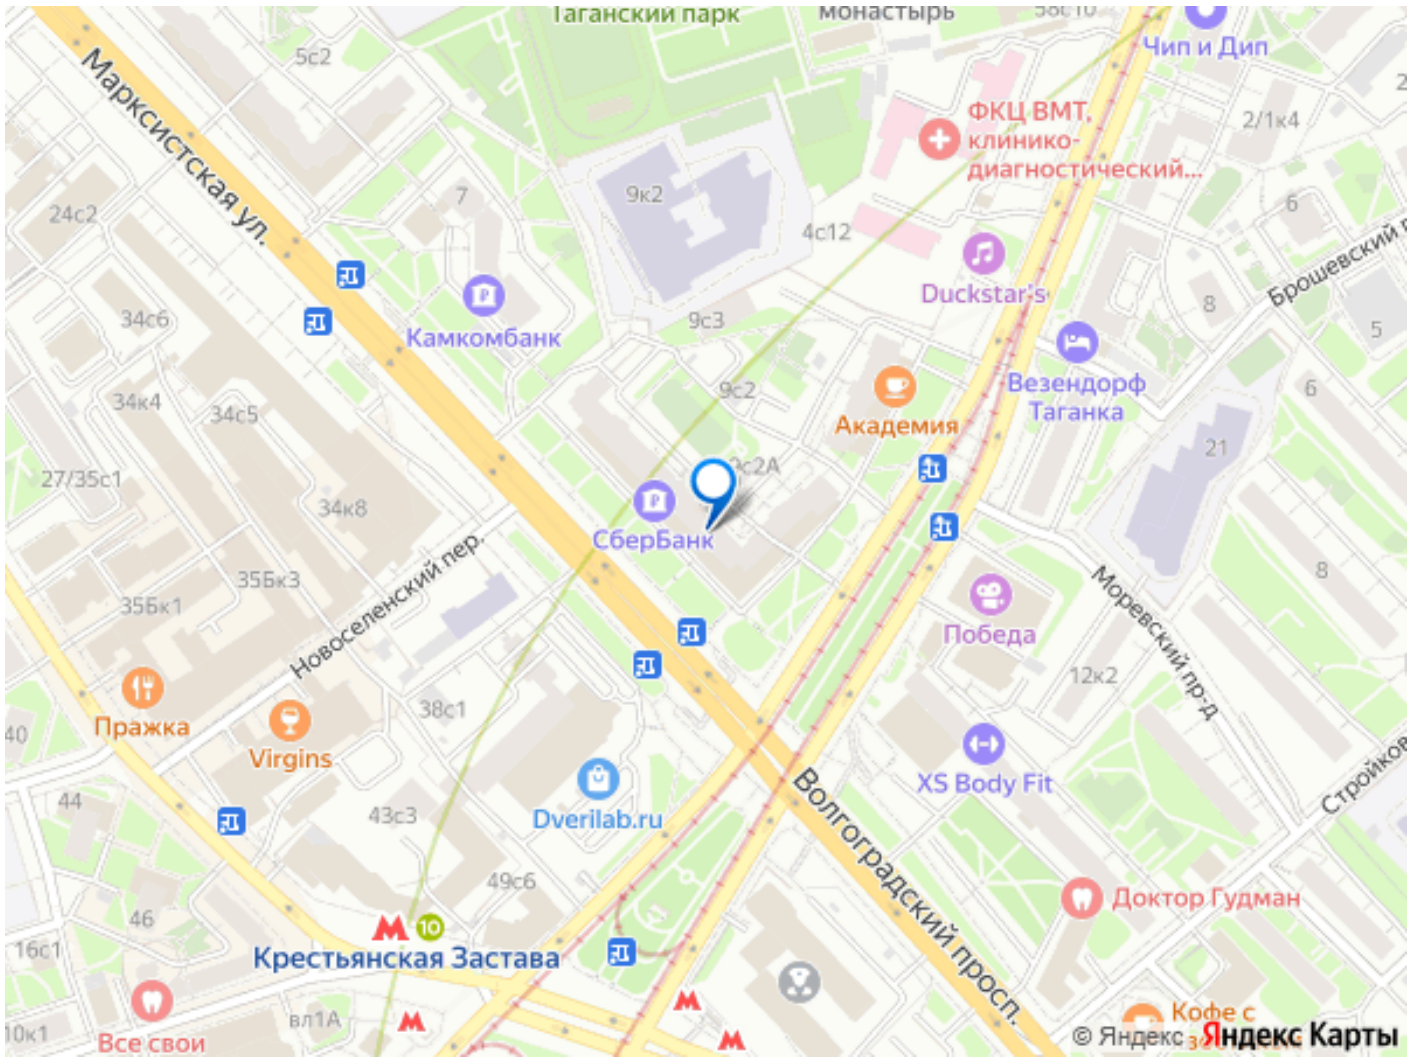 Таганский парк
монастырь
58с10
Чип и Дип
5с2
Марксистская ул.
ФКЦ ВМТ,
клинико-
диагностический...
2/1к4
2
7
9к2
24с2
4с12
6
Брошевский п
Duckstar's
8
5
34с6
Камкомбанк
9с3
Везендорф
Таганка
34к4
34с5
9с2
Академия
6
27/35с1
21
34к8
СберБанк
35Бк3
Новоселенский пер.
35Бк1
8
Моревский пр-д
Победа
12к2
Пражка
38с1
40
Virgins
XS Body Fit
Волгоградский просп.
Стройков
44
43с3
Dverilab.ru
49с6
Доктор Гудман
46
10
16с1
Крестьянская Застава
вл1А
10к1
Все свои
Кофе с
© Яндекс
Яндекс Карты